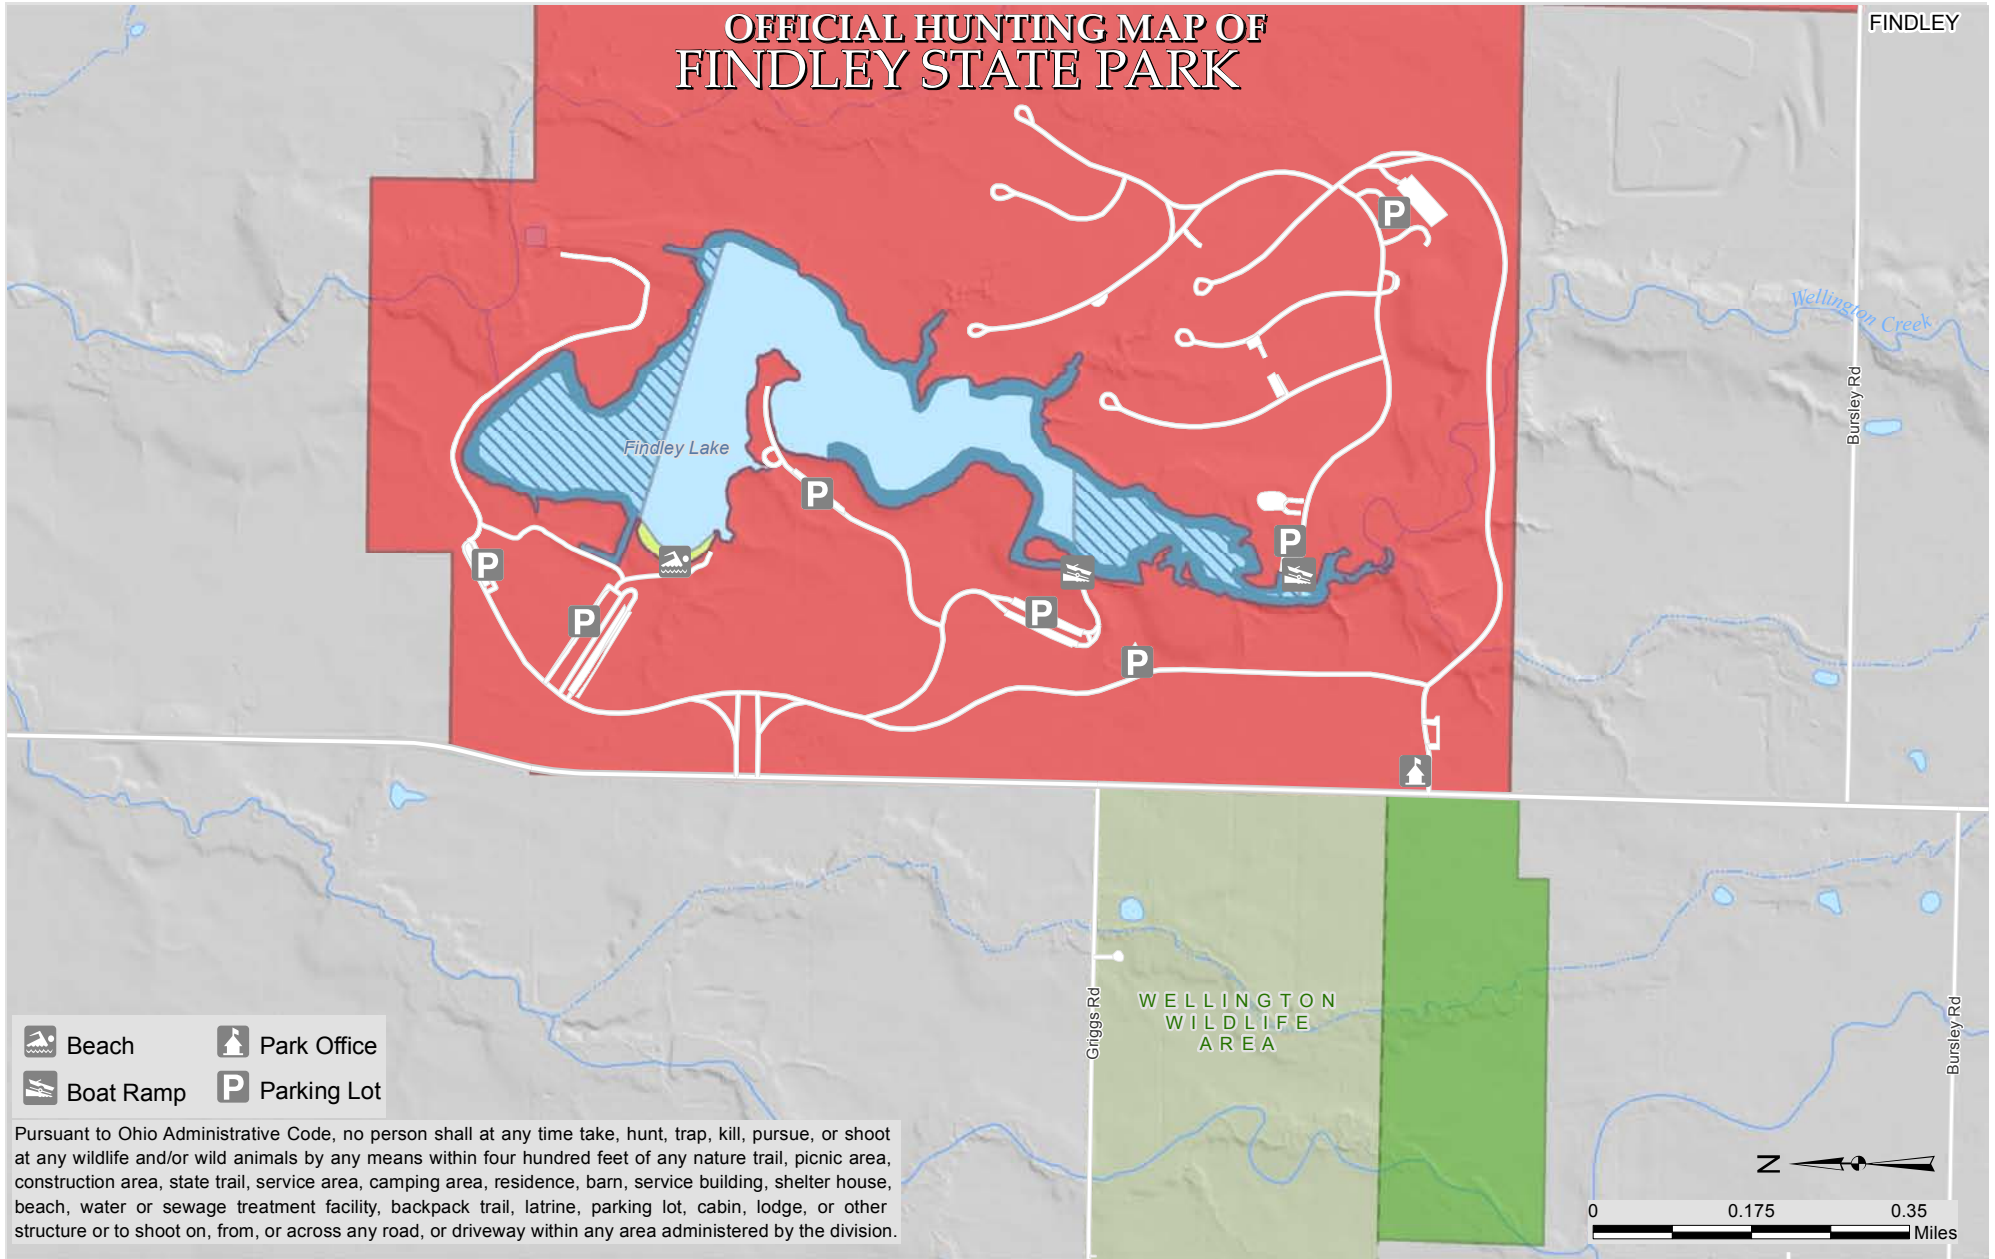 OFFICIAL HUNTING MAP OF
FINDLEY STATE PARK
FINDLEY
Wellington Creek
Bursley Rd
Findley Lake
P
P
P
P
P
P
P
Griggs Rd
WELLINGTON
WILDLIFE
AREA
Bursley Rd
Beach
Park Office
Boat Ramp
P Parking Lot
Pursuant to Ohio Administrative Code, no person shall at any time take, hunt, trap, kill, pursue, or shoot
at any wildlife and/or wild animals by any means within four hundred feet of any nature trail, picnic area,
construction area, state trail, service area, camping area, residence, barn, service building, shelter house,
beach, water or sewage treatment facility, backpack trail, latrine, parking lot, cabin, lodge, or other
structure or to shoot on, from, or across any road, or driveway within any area administered by the division.
N
0 0.175 0.35
Miles